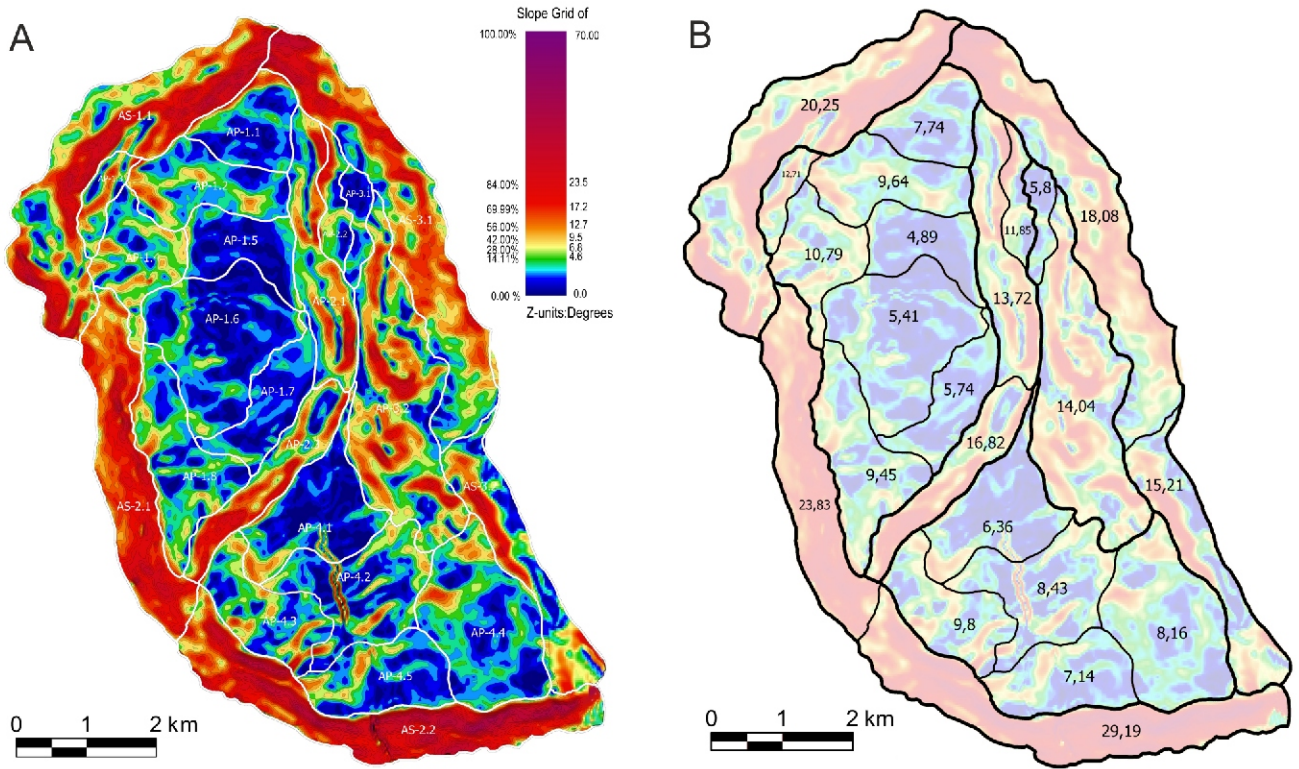 A
Slope Grid of
100.00%
70.00
84.00%
23.5
69.99%
17.2
56.00%
12.7
42.00%
9.5
28.00%
6.8
14.11%
4.6
0.00 %
0.0
Z-units:Degrees
AS-1.1
AP-1.1
AP-1.2
AP-3.1
AS-3.1
AP-1.5
AP-2.1
AP-1.6
AP-1.7
AP-1.8
AS-2.1
AP-4.1
AP-4.2
AP-4.3
AP-4.4
AP-4.5
AS-2.2
0 1 2 km
B
20,25
7,74
12,71
9,64
5,8
18,08
4,89
11,85
10,79
13,72
5,41
5,74
14,04
16,82
9,45
15,21
23,83
6,36
8,43
9,8
8,16
7,14
29,19
0 1 2 km